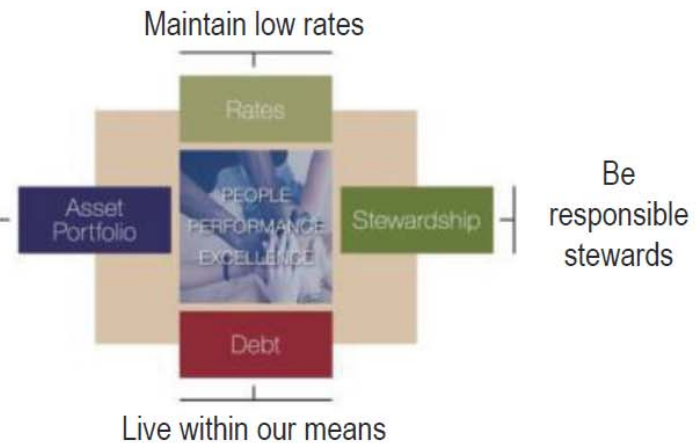 Maintain low rates
Rates
Asset
Portfolio
PEOPLE
PERFORMANCE
EXCELLENCE
Stewardship
Be
responsible
stewards
Debt
Live within our means